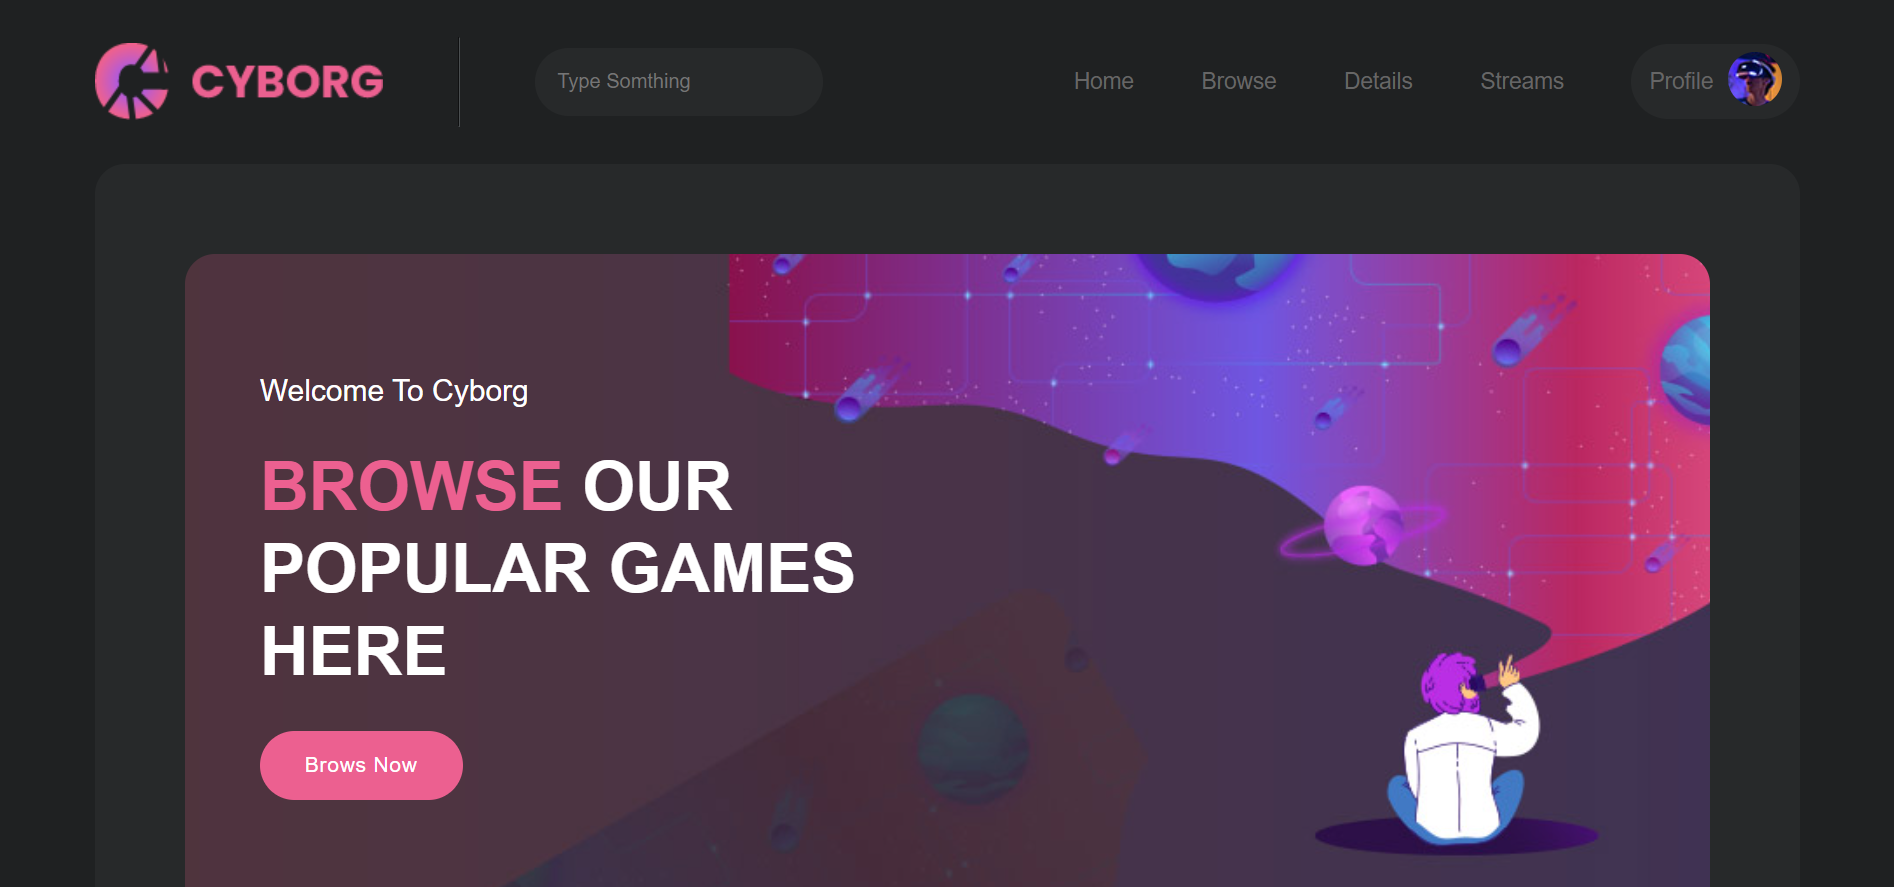 CYBORG
Type Somthing
Home
Browse
Details
Streams
Profile
Welcome To Cyborg
BROWSE OUR
POPULAR GAMES
HERE
Brows Now